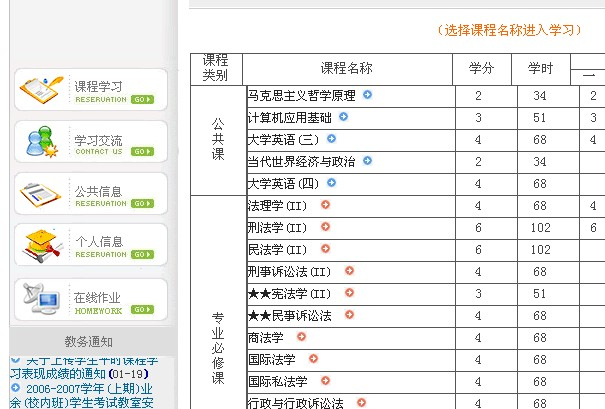 课程学习
RESERVATION GO
学习交流
CONTACT US GO
公共信息
RESERVATION GO
个人信息
RESERVATION GO
在线作业
HOMEWORK GO
教务通知
关于上传学生平时课程学
习表现成绩的通知 (01-19)
2006-2007学年(上期)业
余(校内班)学生考试教室安
(选择课程名称进入学习)
课程类别 课程名称 学分 学时 一
公共课
马克思主义哲学原理 2 34 2
计算机应用基础 3 51 3
大学英语(三) 4 68 4
当代世界经济与政治 2 34
大学英语(四) 4 68
专业必修课
法理学(II) 4 68 4
刑法学(II) 6 102 6
民法学(II) 6 102
刑事诉讼法(II) 4 68
★★宪法学(II) 3 51
★★民事诉讼法 4 68
商法学 4 68
国际法学 4 68
国际私法学 4 68
行政与行政诉讼法 4 68